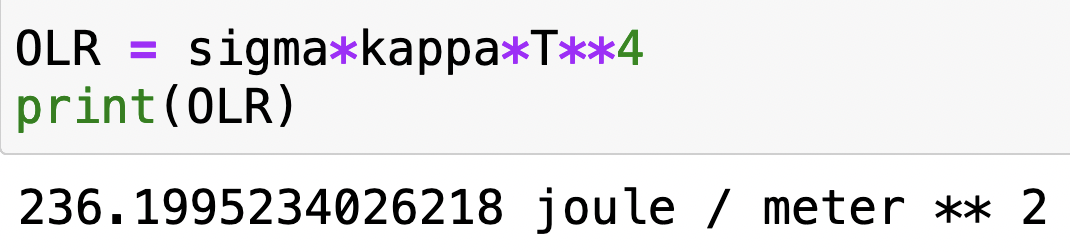 OLR = sigma*kappa*T**4
print(OLR)
236.1995234026218 joule / meter ** 2